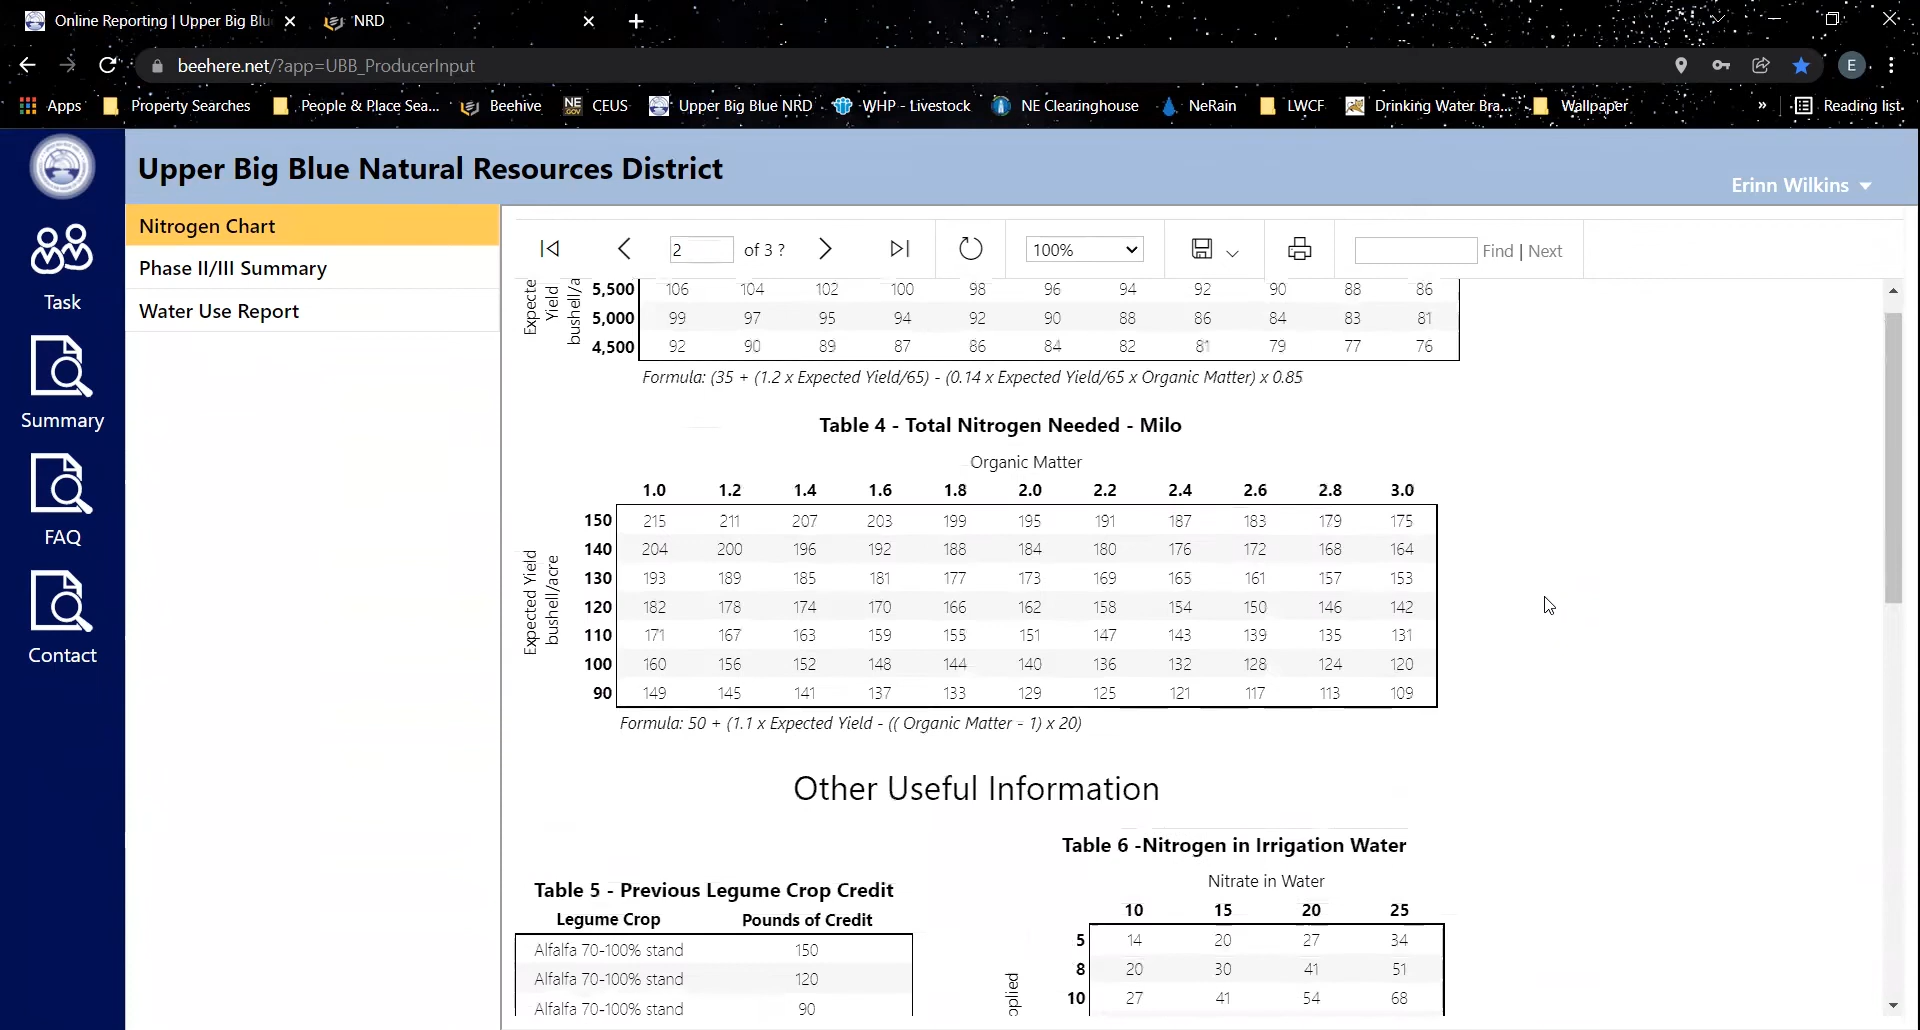 Online Reporting | Upper Big Blu
NRD
beehere.net/?app=UBB_ProducerInput
E
Apps Property Searches People & Place Sea... Beehive NE .GOV CEUS Upper Big Blue NRD WHP - Livestock NE Clearinghouse NeRain LWCF Drinking Water Bra... Wallpaper » Reading list
Upper Big Blue Natural Resources District
Erinn Wilkins
Task
Summary
FAQ
Contact
Nitrogen Chart
Phase II/III Summary
Water Use Report
2 of 3 ? 100% Find | Next
Expecte
Yield
bushell/a
5,500 106 104 102 100 98 96 94 92 90 88 86
5,000 99 97 95 94 92 90 88 86 84 83 81
4,500 92 90 89 87 86 84 82 81 79 77 76
Formula: (35 + (1.2 x Expected Yield/65) - (0.14 x Expected Yield/65 x Organic Matter) x 0.85
Table 4 - Total Nitrogen Needed - Milo
Organic Matter
1.0 1.2 1.4 1.6 1.8 2.0 2.2 2.4 2.6 2.8 3.0
Expected Yield
bushell/acre
150 215 211 207 203 199 195 191 187 183 179 175
140 204 200 196 192 188 184 180 176 172 168 164
130 193 189 185 181 177 173 169 165 161 157 153
120 182 178 174 170 166 162 158 154 150 146 142
110 171 167 163 159 155 151 147 143 139 135 131
100 160 156 152 148 144 140 136 132 128 124 120
90 149 145 141 137 133 129 125 121 117 113 109
Formula: 50 + (1.1 x Expected Yield - (( Organic Matter - 1) x 20)
Other Useful Information
Table 5 - Previous Legume Crop Credit
Legume Crop Pounds of Credit
Alfalfa 70-100% stand 150
Alfalfa 70-100% stand 120
Alfalfa 70-100% stand 90
Table 6 -Nitrogen in Irrigation Water
Nitrate in Water
10 15 20 25
pplied
5 14 20 27 34
8 20 30 41 51
10 27 41 54 68